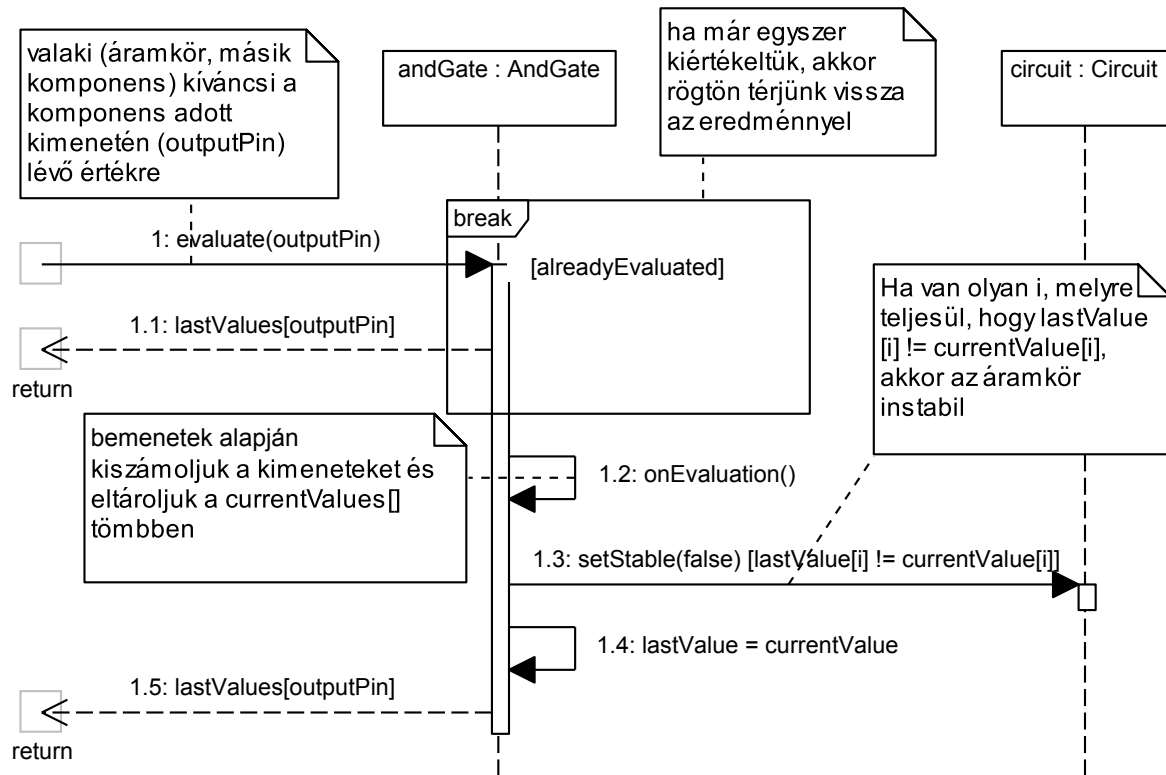 valaki (áramkör, másik
komponens) kíváncsi a
komponens adott
kimenetén (outputPin)
lévő értékre
andGate : AndGate
ha már egyszer
kiértékeltük, akkor
rögtön térjünk vissza
az eredménnyel
circuit : Circuit
break
1: evaluate(outputPin)
[alreadyEvaluated]
1.1: lastValues[outputPin]
return
Ha van olyan i, melyre
teljesül, hogy lastValue
[i] != currentValue[i],
akkor az áramkör
instabil
bemenetek alapján
kiszámoljuk a kimeneteket és
eltároljuk a currentValues[]
tömbben
1.2: onEvaluation()
1.3: setStable(false) [lastValue[i] != currentValue[i]]
1.4: lastValue = currentValue
1.5: lastValues[outputPin]
return